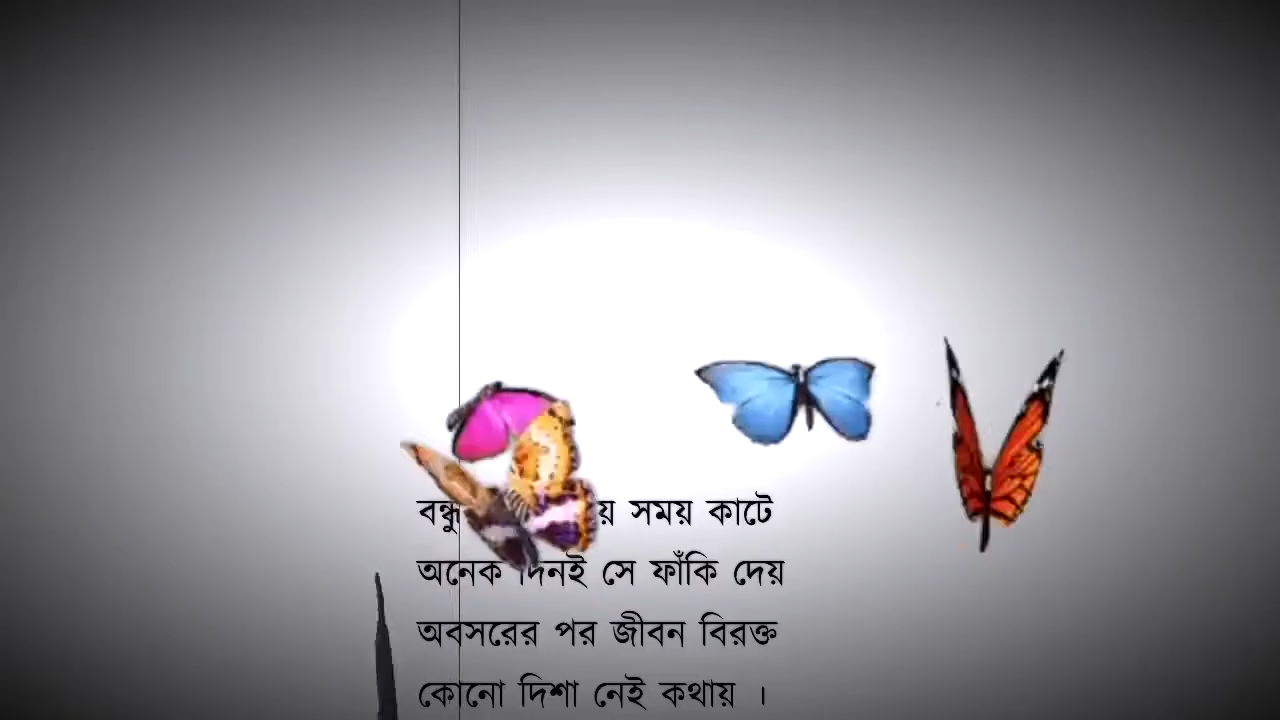 বন্ধু সময় কাটে
অনেক দিনই সে ফাঁকি দেয়
অবসরের পর জীবন বিরক্ত
কোনো দিশা নেই কথায় ।